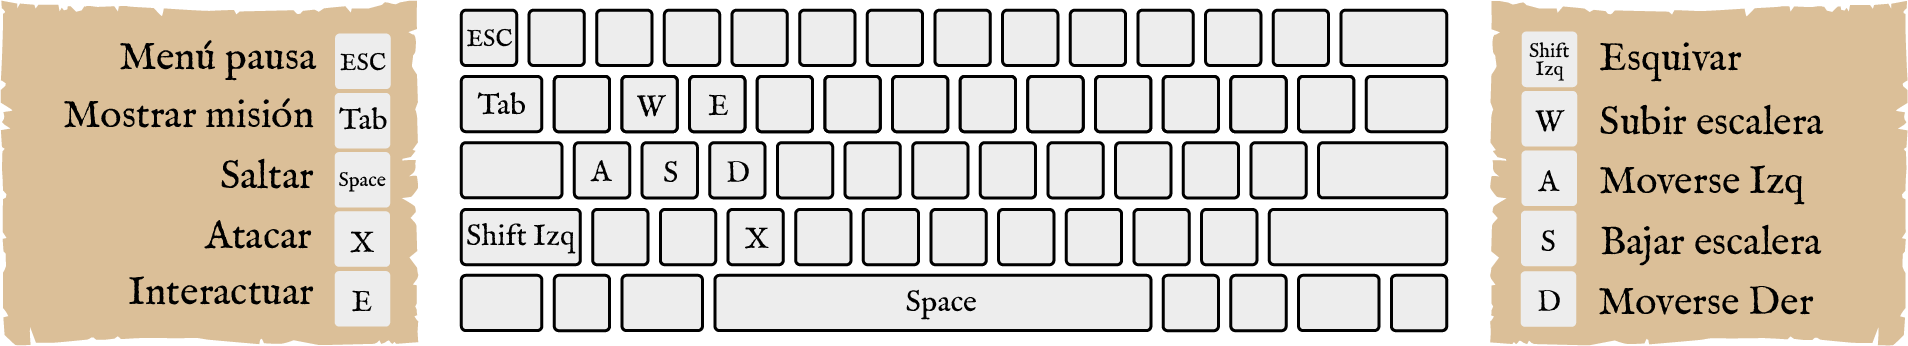 Menú pausa ESC
Mostrar misión Tab
Saltar Space
Atacar X
Interactuar E
ESC
Tab W E
A S D
Shift Izq X
Space
Shift
Izq Esquivar
W Subir escalera
A Moverse Izq
S Bajar escalera
D Moverse Der